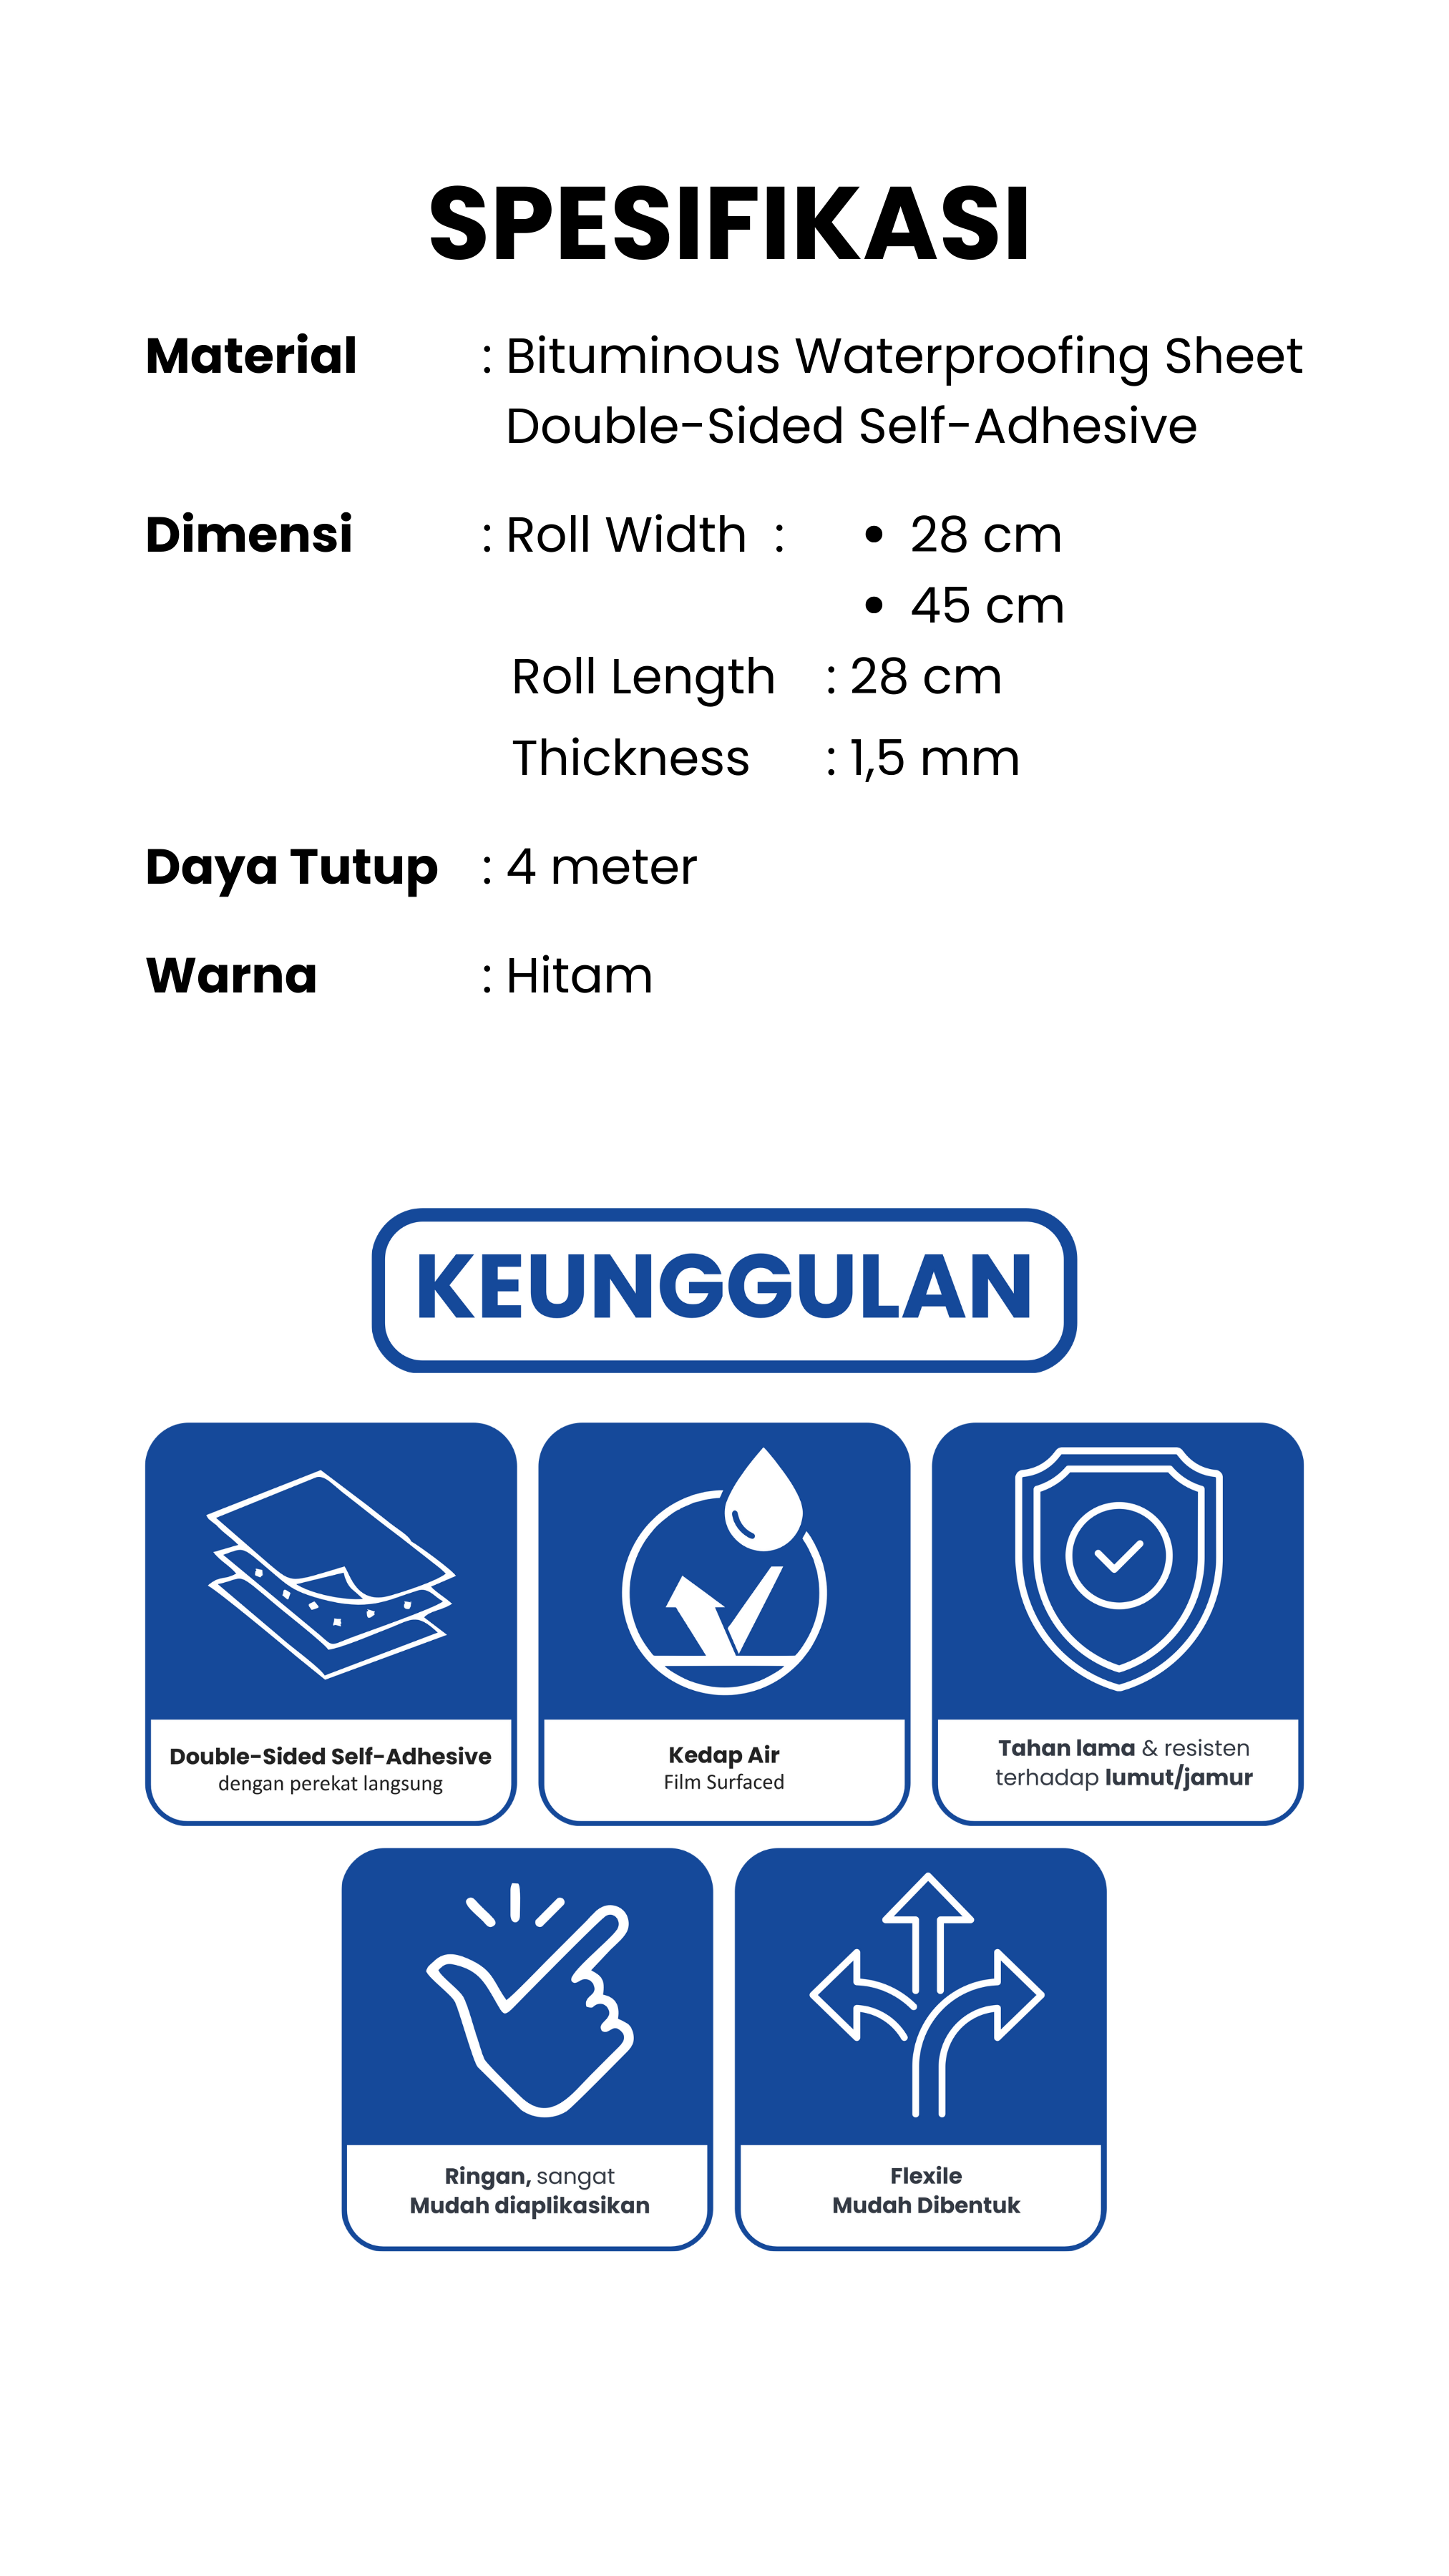 SPESIFIKASI
Material : Bituminous Waterproofing Sheet
Double-Sided Self-Adhesive
Dimensi : Roll Width : • 28 cm
• 45 cm
Roll Length : 28 cm
Thickness : 1,5 mm
Daya Tutup : 4 meter
Warna : Hitam
KEUNGGULAN
Double-Sided Self-Adhesive
dengan perekat langsung
Kedap Air
Film Surfaced
Tahan lama & resisten
terhadap lumut/jamur
Ringan, sangat
Mudah diaplikasikan
Flexile
Mudah Dibentuk